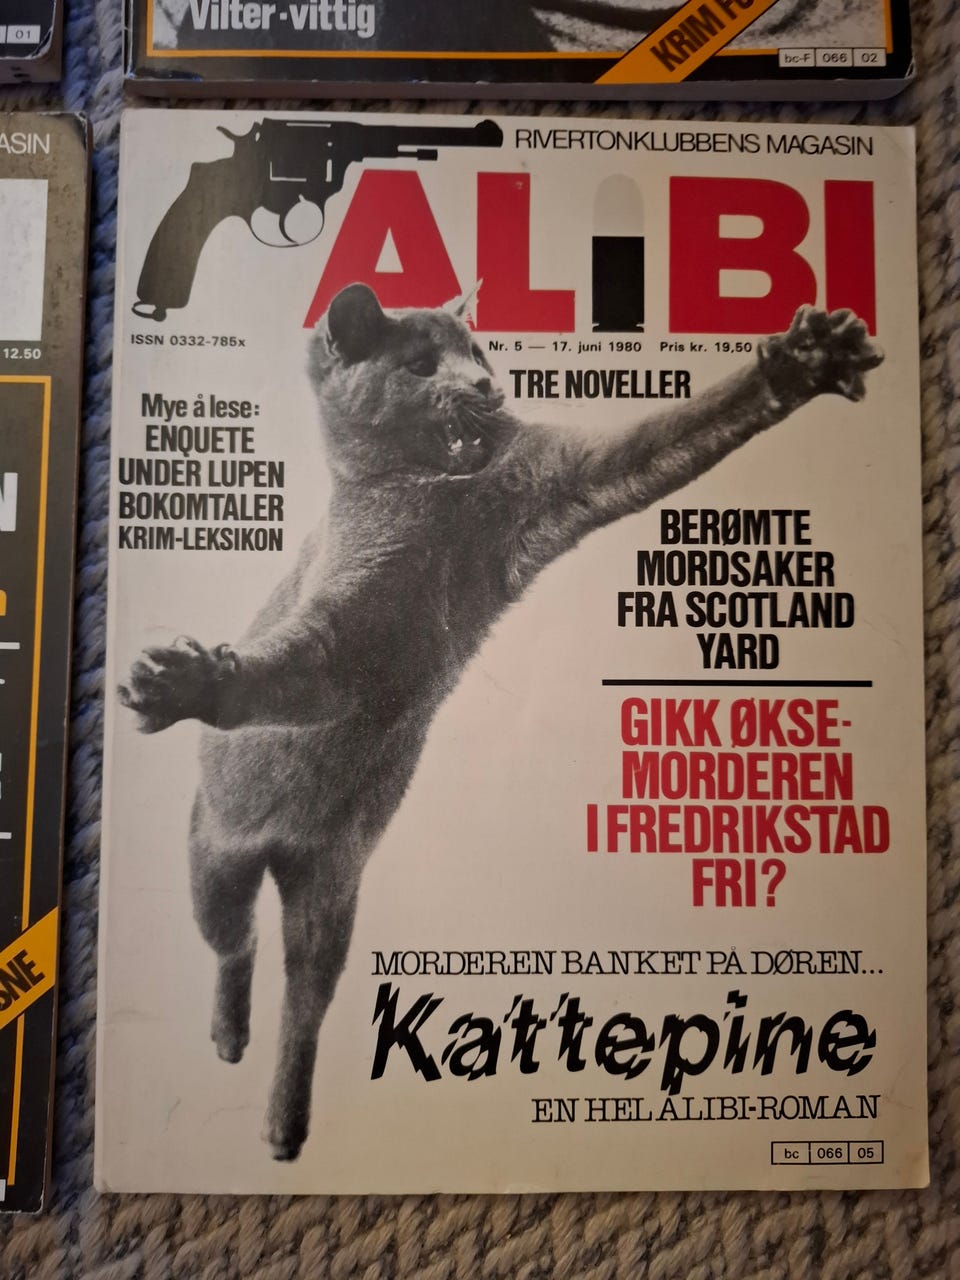 Vilter-vittig
01
KRIM
bc-F 066 02
ASIN
12.50
RIVERTONKLUBBENS MAGASIN
ALIBI
ISSN 0332-785x
Nr. 5 — 17. juni 1980 Pris kr. 19,50
TRE NOVELLER
Mye å lese:
ENQUETE
UNDER LUPEN
BOKOMTALER
KRIM-LEKSIKON
BERØMTE
MORDSAKER
FRA SCOTLAND
YARD
GIKK ØKSE-
MORDEREN
I FREDRIKSTAD
FRI?
MORDEREN BANKET PÅ DØREN...
Kattepine
EN HEL ALIBI-ROMAN
bc 066 05